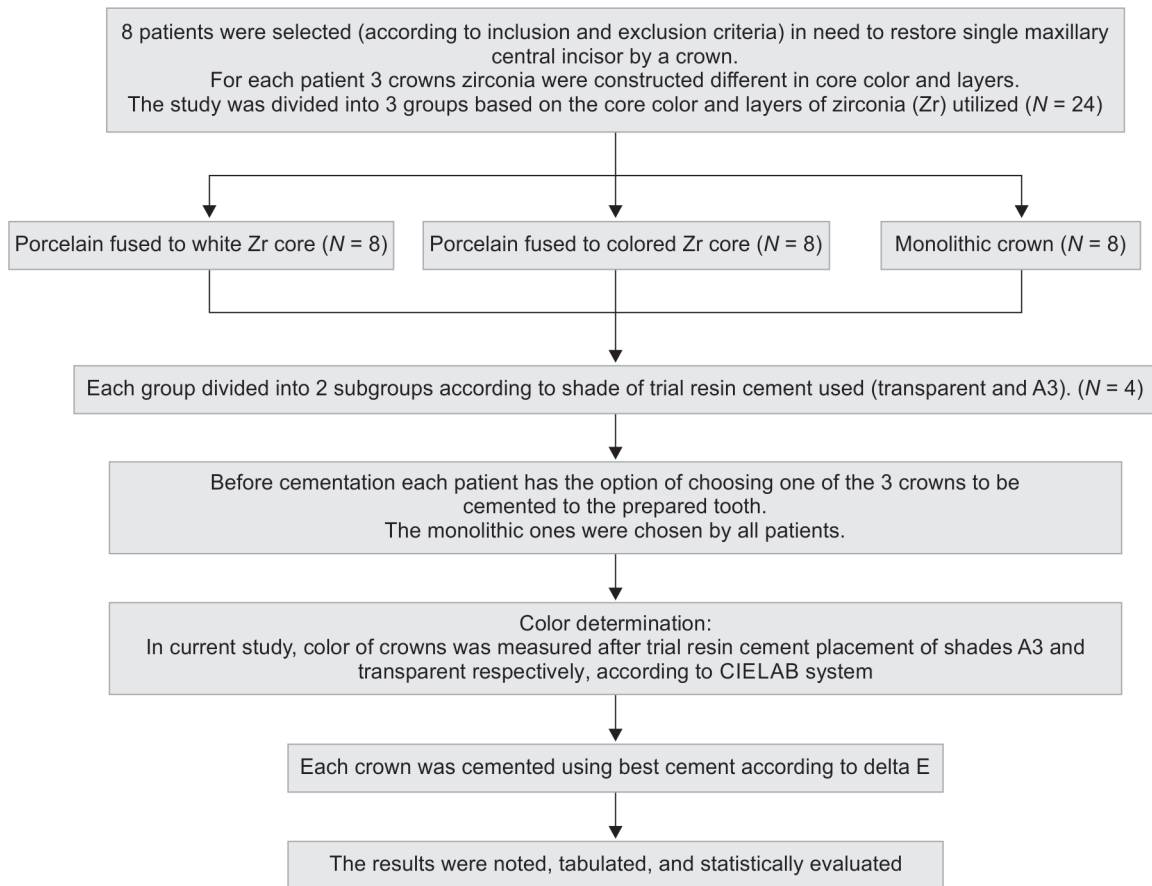 8 patients were selected (according to inclusion and exclusion criteria) in need to restore single maxillary
central incisor by a crown.
For each patient 3 crowns zirconia were constructed different in core color and layers.
The study was divided into 3 groups based on the core color and layers of zirconia (Zr) utilized (N = 24)
Porcelain fused to white Zr core (N = 8)
Porcelain fused to colored Zr core (N = 8)
Monolithic crown (N = 8)
Each group divided into 2 subgroups according to shade of trial resin cement used (transparent and A3). (N = 4)
Before cementation each patient has the option of choosing one of the 3 crowns to be
cemented to the prepared tooth.
The monolithic ones were chosen by all patients.
Color determination:
In current study, color of crowns was measured after trial resin cement placement of shades A3 and
transparent respectively, according to CIELAB system
Each crown was cemented using best cement according to delta E
The results were noted, tabulated, and statistically evaluated